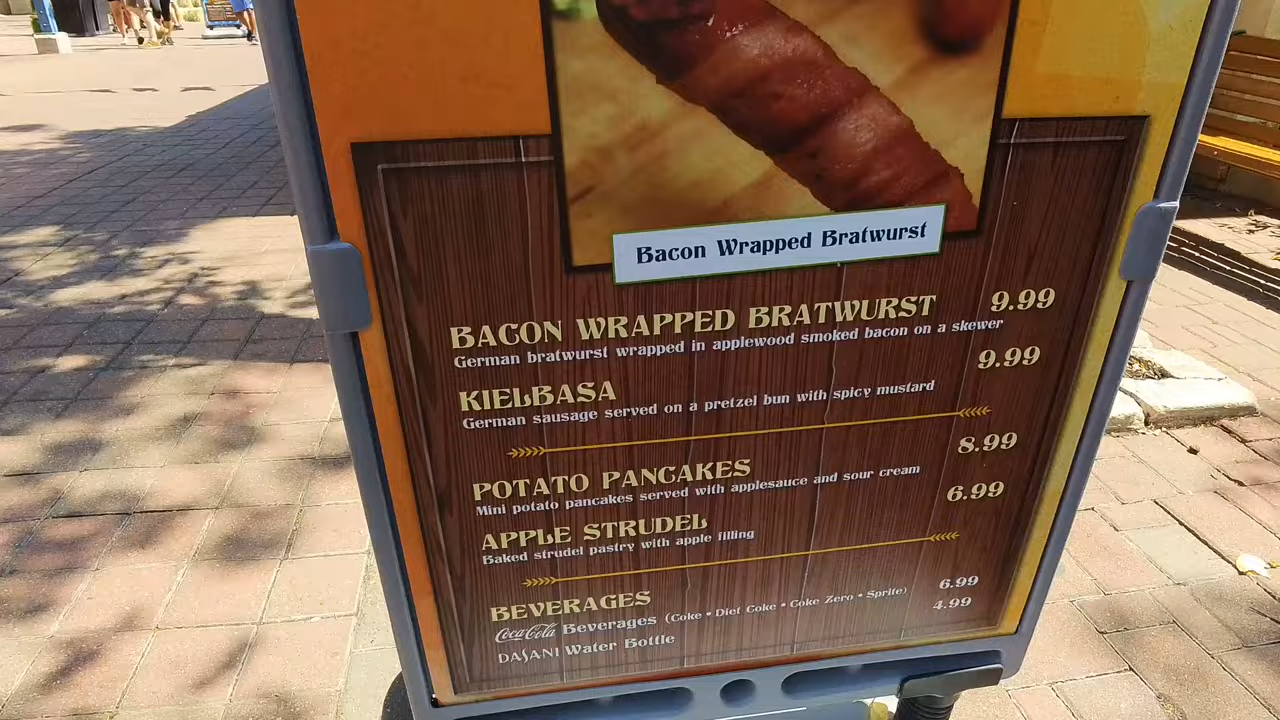 Bacon Wrapped Bratwurst
BACON WRAPPED BRATWURST 9.99
German bratwurst wrapped in applewood smoked bacon on a skewer
KIELBASA 9.99
German sausage served on a pretzel bun with spicy mustard
POTATO PANCAKES 8.99
Mini potato pancakes served with applesauce and sour cream
APPLE STRUDEL 6.99
Baked strudel pastry with apple filling
BEVERAGES
Coca-Cola Beverages (Coke • Diet Coke • Coke Zero • Sprite) 6.99
DASANI Water Bottle 4.99